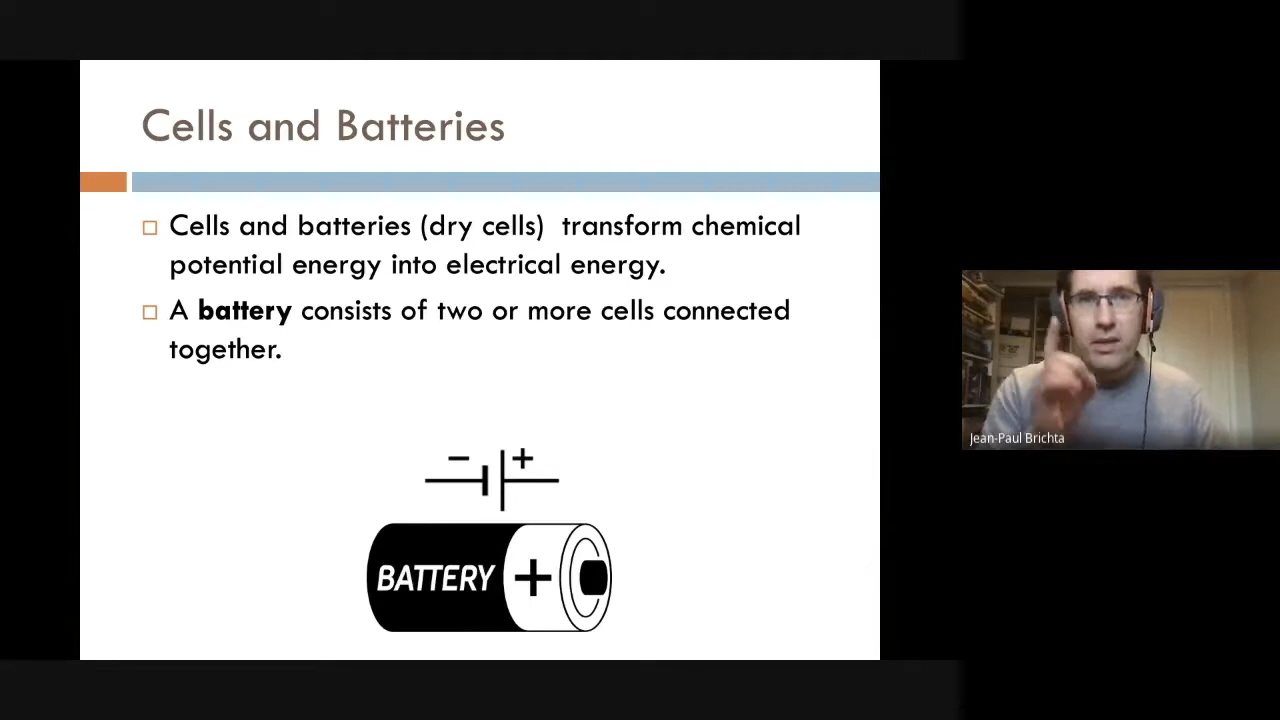 Cells and Batteries
Cells and batteries (dry cells)  transform chemical
potential energy into electrical energy.
A battery consists of two or more cells connected
together.
− +
BATTERY +
Jean-Paul Brichta